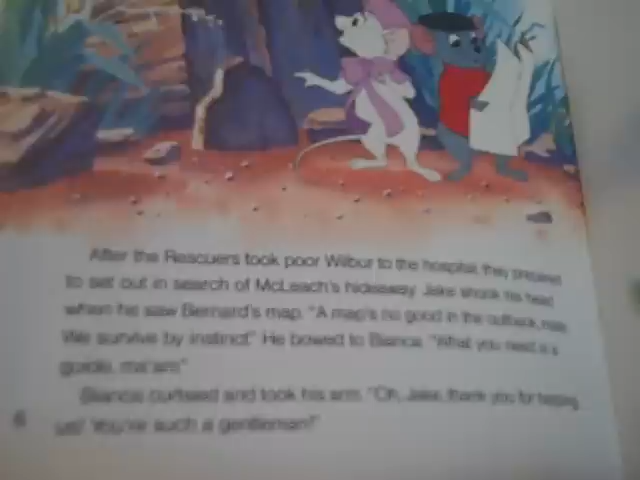 After the Rescuers took poor Wilbur to the hospital, they prepared
to set out in search of McLeach's hideaway. Jake shook his head
when he saw Bernard's map. "A map's no good in the outback, mate.
We survive by instinct." He bowed to Bianca. "What you need is a
guide, ma'am."
Bianca curtsied and took his arm. "Oh, Jake, thank you for helping
us! You're such a gentleman!"
6